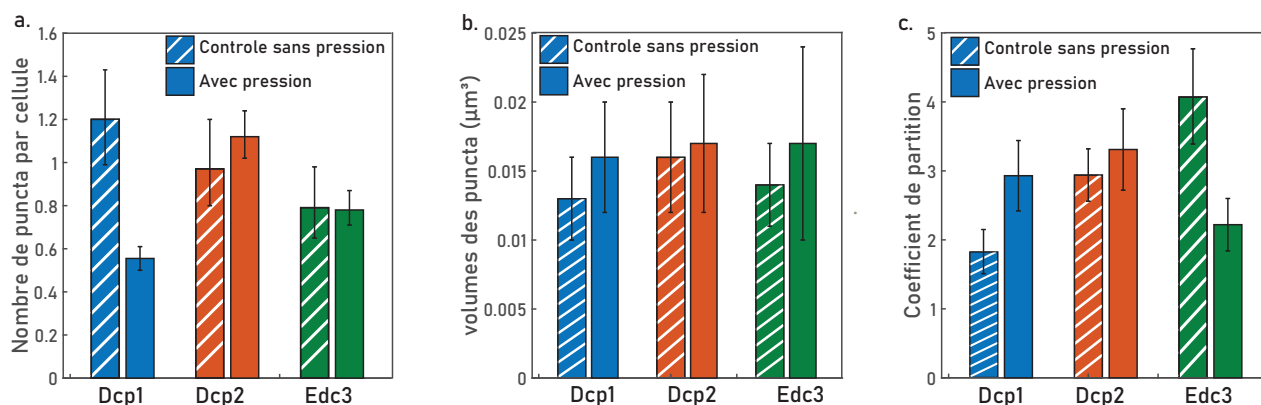 a.
Nombre de puncta par cellule
1.6
1.4
1.2
1
0.8
0.6
0.4
0.2
0
Controle sans pression
Avec pression
Dcp1
Dcp2
Edc3
b.
volumes des puncta (µm³)
0.025
0.02
0.015
0.01
0.005
0
Controle sans pression
Avec pression
Dcp1
Dcp2
Edc3
c.
Coefficient de partition
5
4
3
2
1
0
Controle sans pression
Avec pression
Dcp1
Dcp2
Edc3